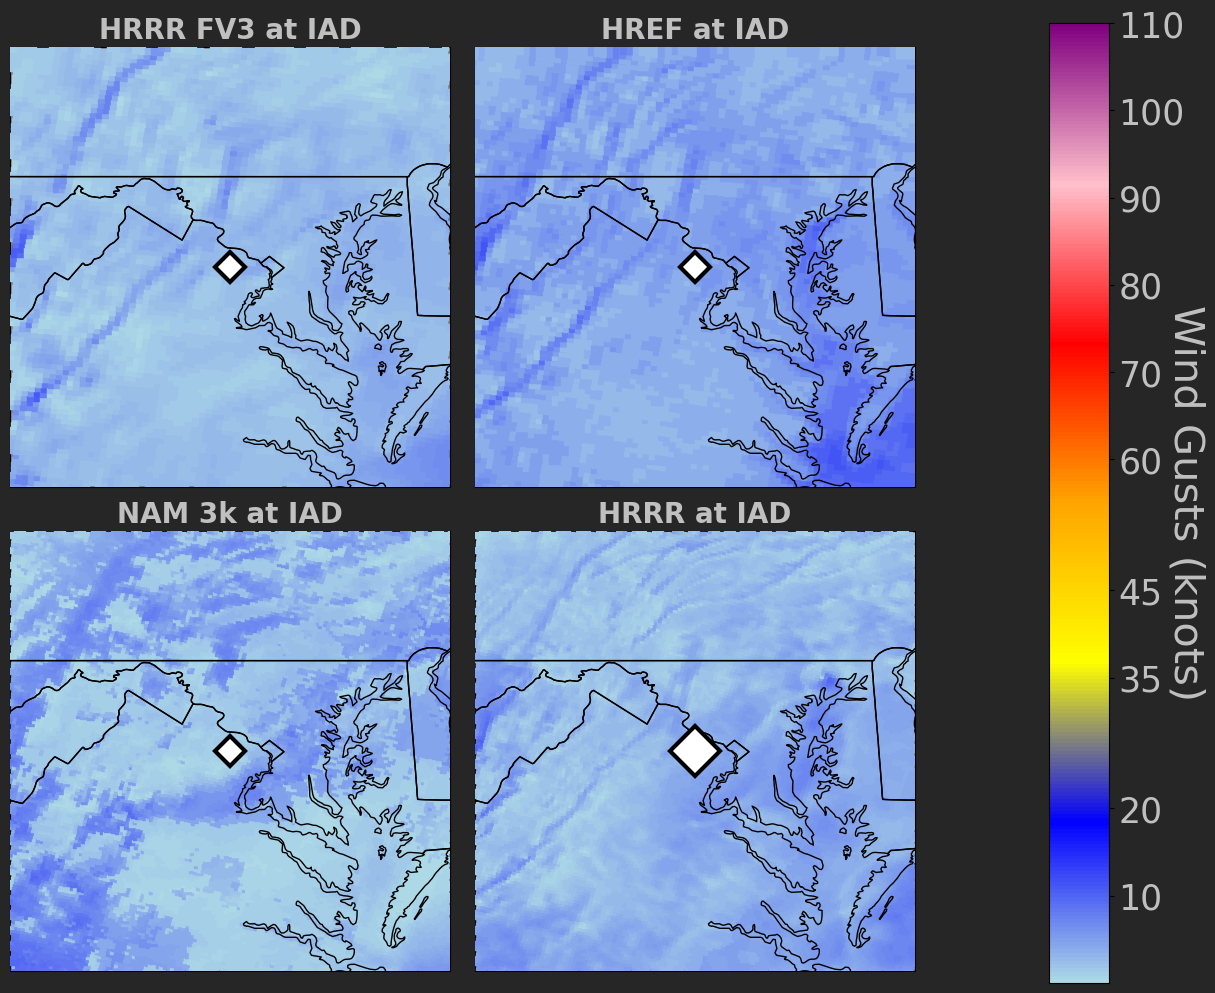 HRRR FV3 at IAD
HREF at IAD
NAM 3k at IAD
HRRR at IAD
110
100
90
80
70
60
45
35
20
10
Wind Gusts (knots)